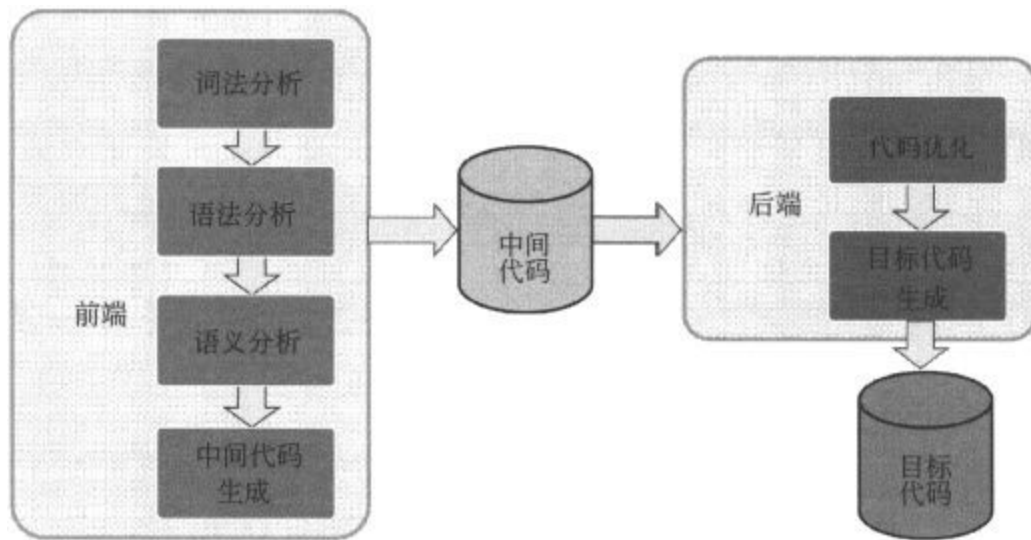 词法分析
语法分析
前端
语义分析
中间代码
生成
中间
代码
后端
代码优化
目标代码
生成
目标
代码